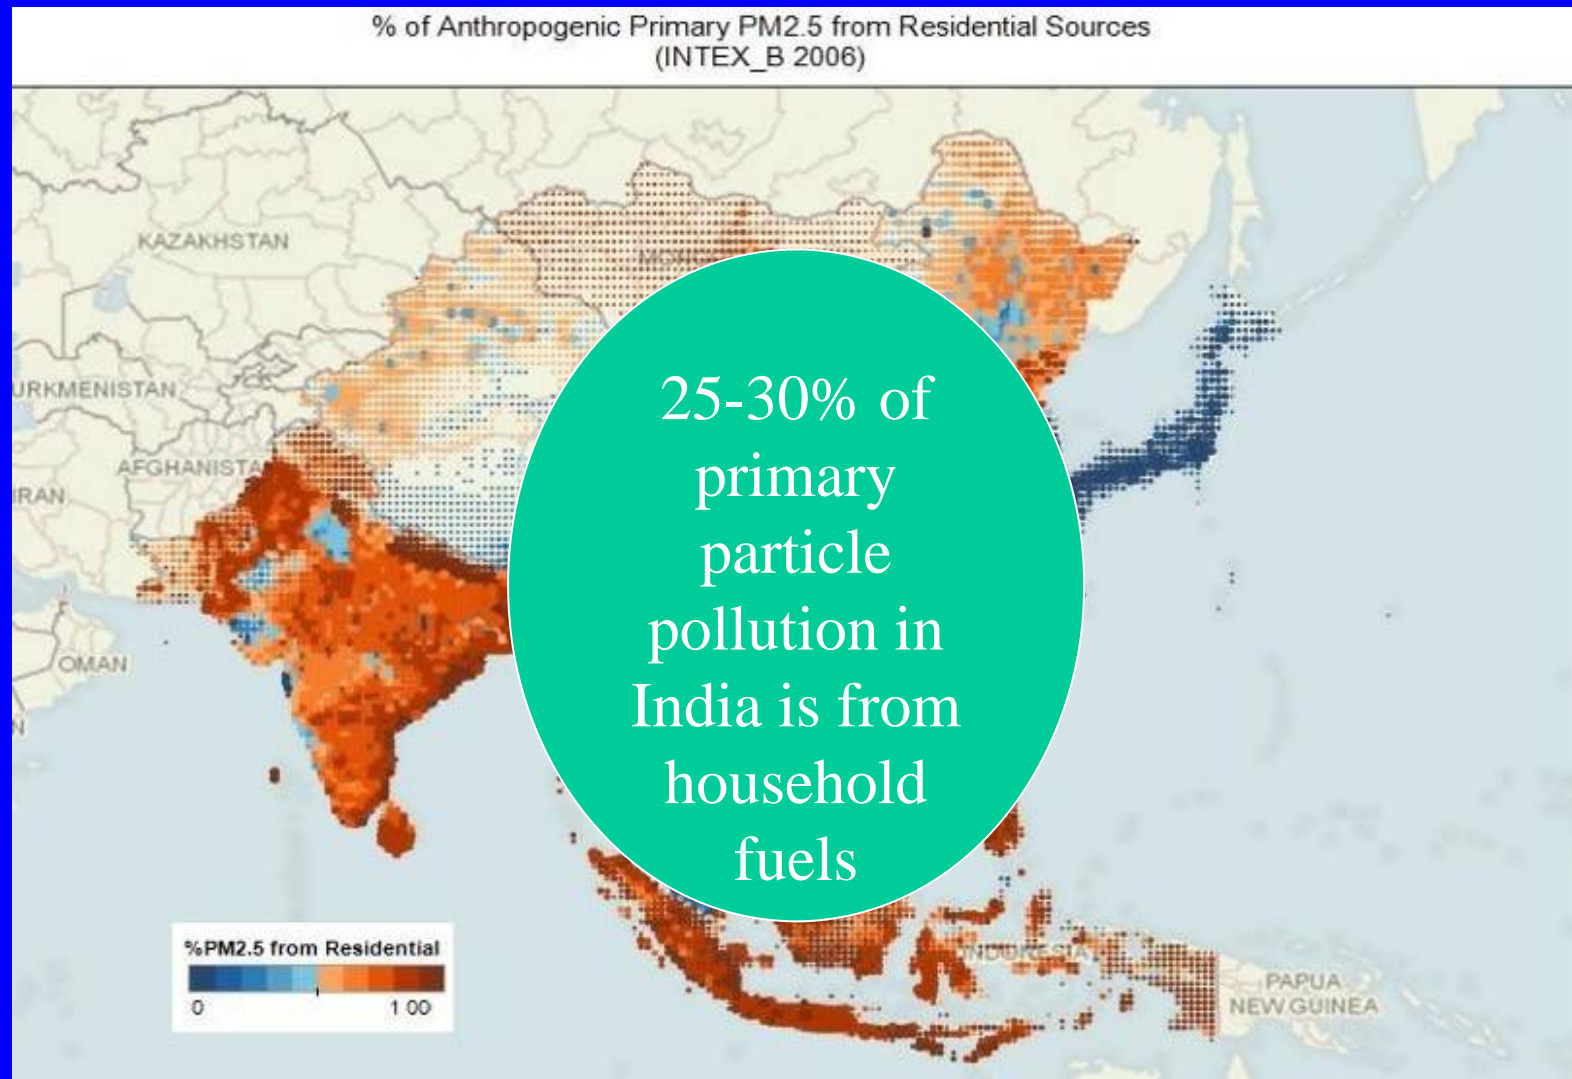 % of Anthropogenic Primary PM2.5 from Residential Sources
(INTEX_B 2006)
KAZAKHSTAN
URKMENISTAN
AFGHANISTA
IRAN
OMAN
N
25-30% of
primary
particle
pollution in
India is from
household
fuels
INDONESIA
PAPUA
NEW GUINEA
%PM2.5 from Residential
0 1 00